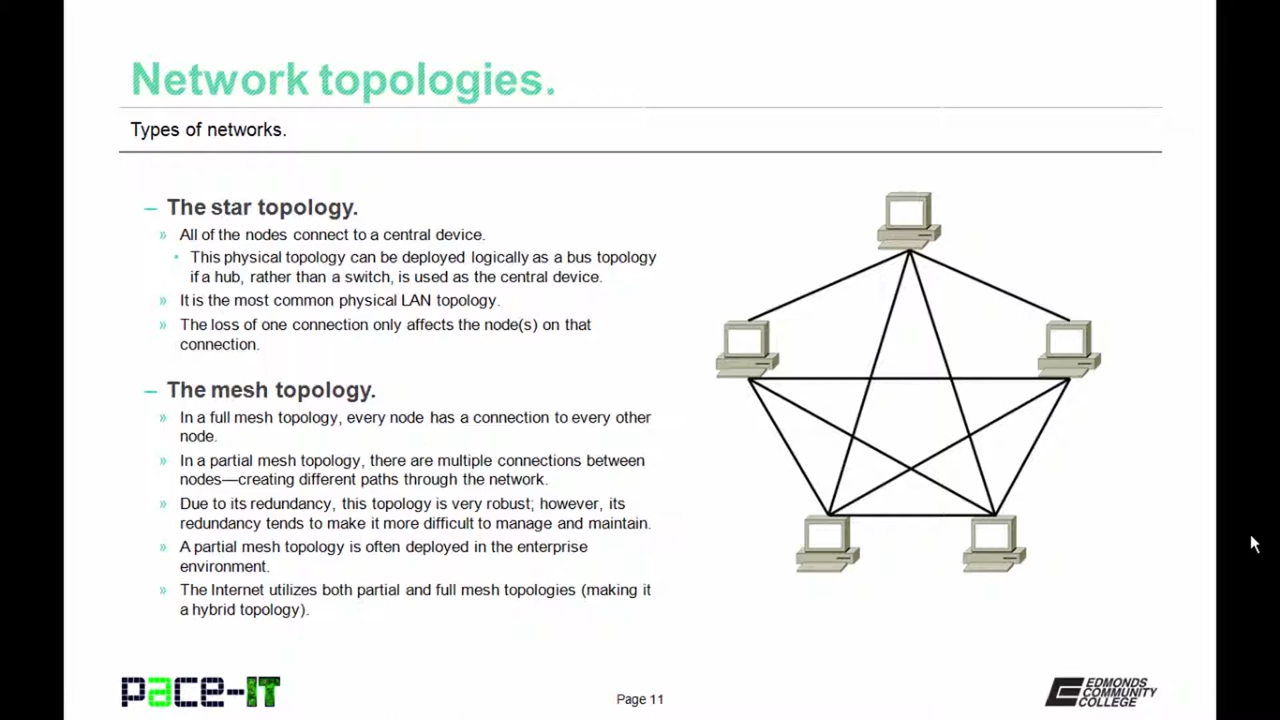 Network topologies.
Types of networks.
– The star topology.
» All of the nodes connect to a central device.
• This physical topology can be deployed logically as a bus topology
if a hub, rather than a switch, is used as the central device.
» It is the most common physical LAN topology.
» The loss of one connection only affects the node(s) on that
connection.
– The mesh topology.
» In a full mesh topology, every node has a connection to every other
node.
» In a partial mesh topology, there are multiple connections between
nodes—creating different paths through the network.
» Due to its redundancy, this topology is very robust; however, its
redundancy tends to make it more difficult to manage and maintain.
» A partial mesh topology is often deployed in the enterprise
environment.
» The Internet utilizes both partial and full mesh topologies (making it
a hybrid topology).
pace-IT
Page 11
EDMONDS
COMMUNITY
COLLEGE